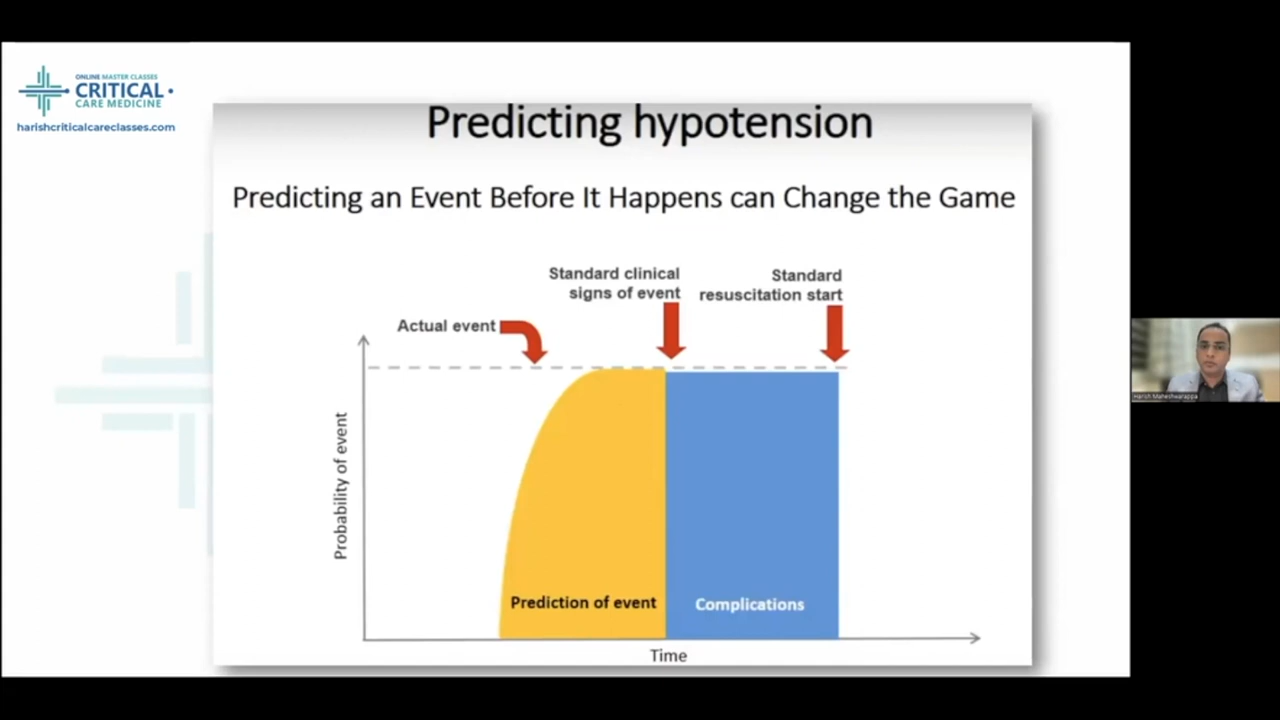 ONLINE MASTER CLASSES
CRITICAL
CARE MEDICINE
harishcriticalcareclasses.com
Predicting hypotension
Predicting an Event Before It Happens can Change the Game
Standard clinical
signs of event
Standard
resuscitation start
Actual event
Probability of event
Prediction of event
Complications
Time
Harish Maheshwarappa